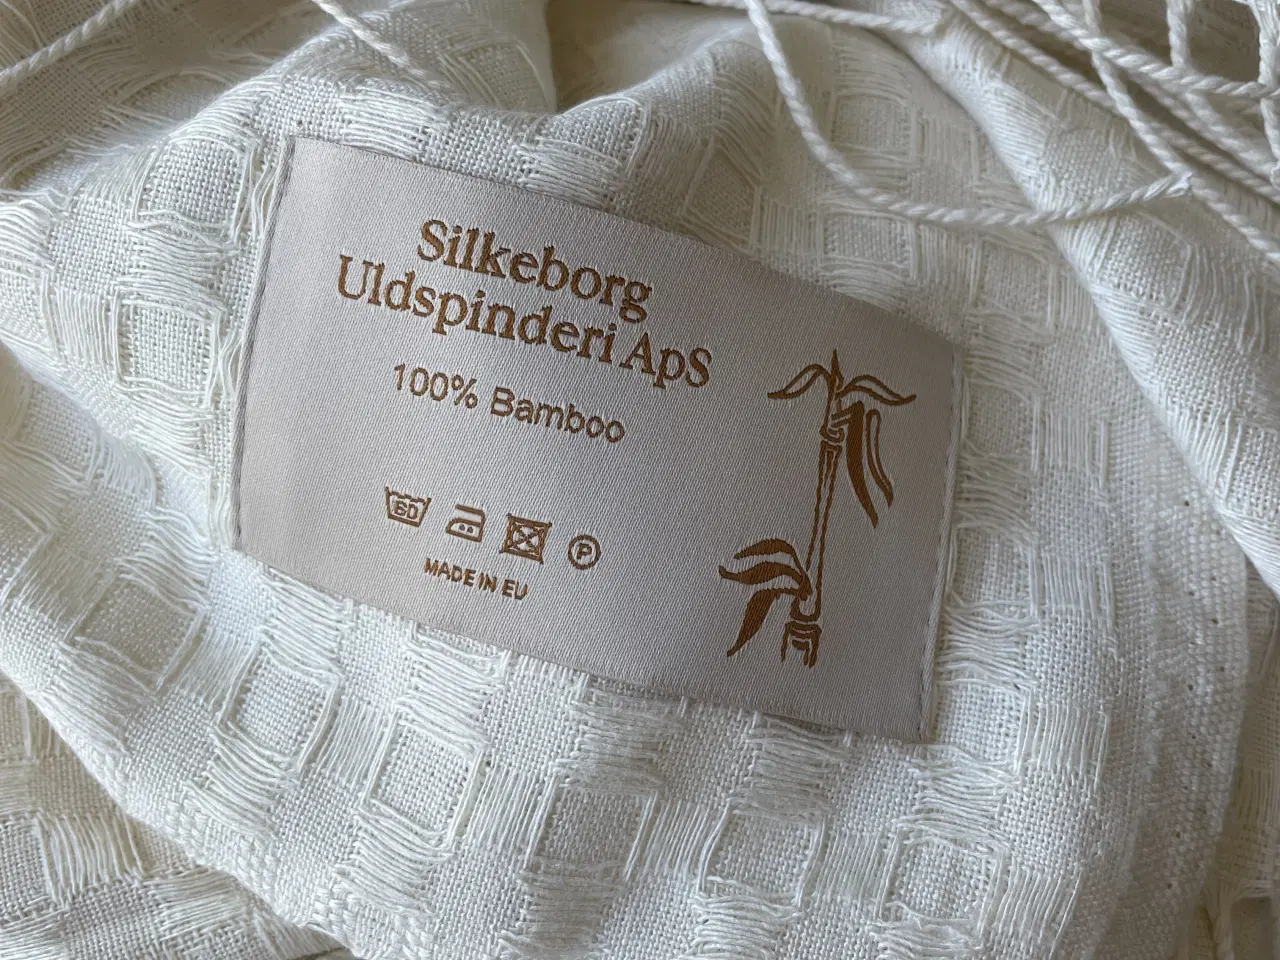 Silkeborg
Uldspinderi ApS
100% Bamboo
60 P
MADE IN EU